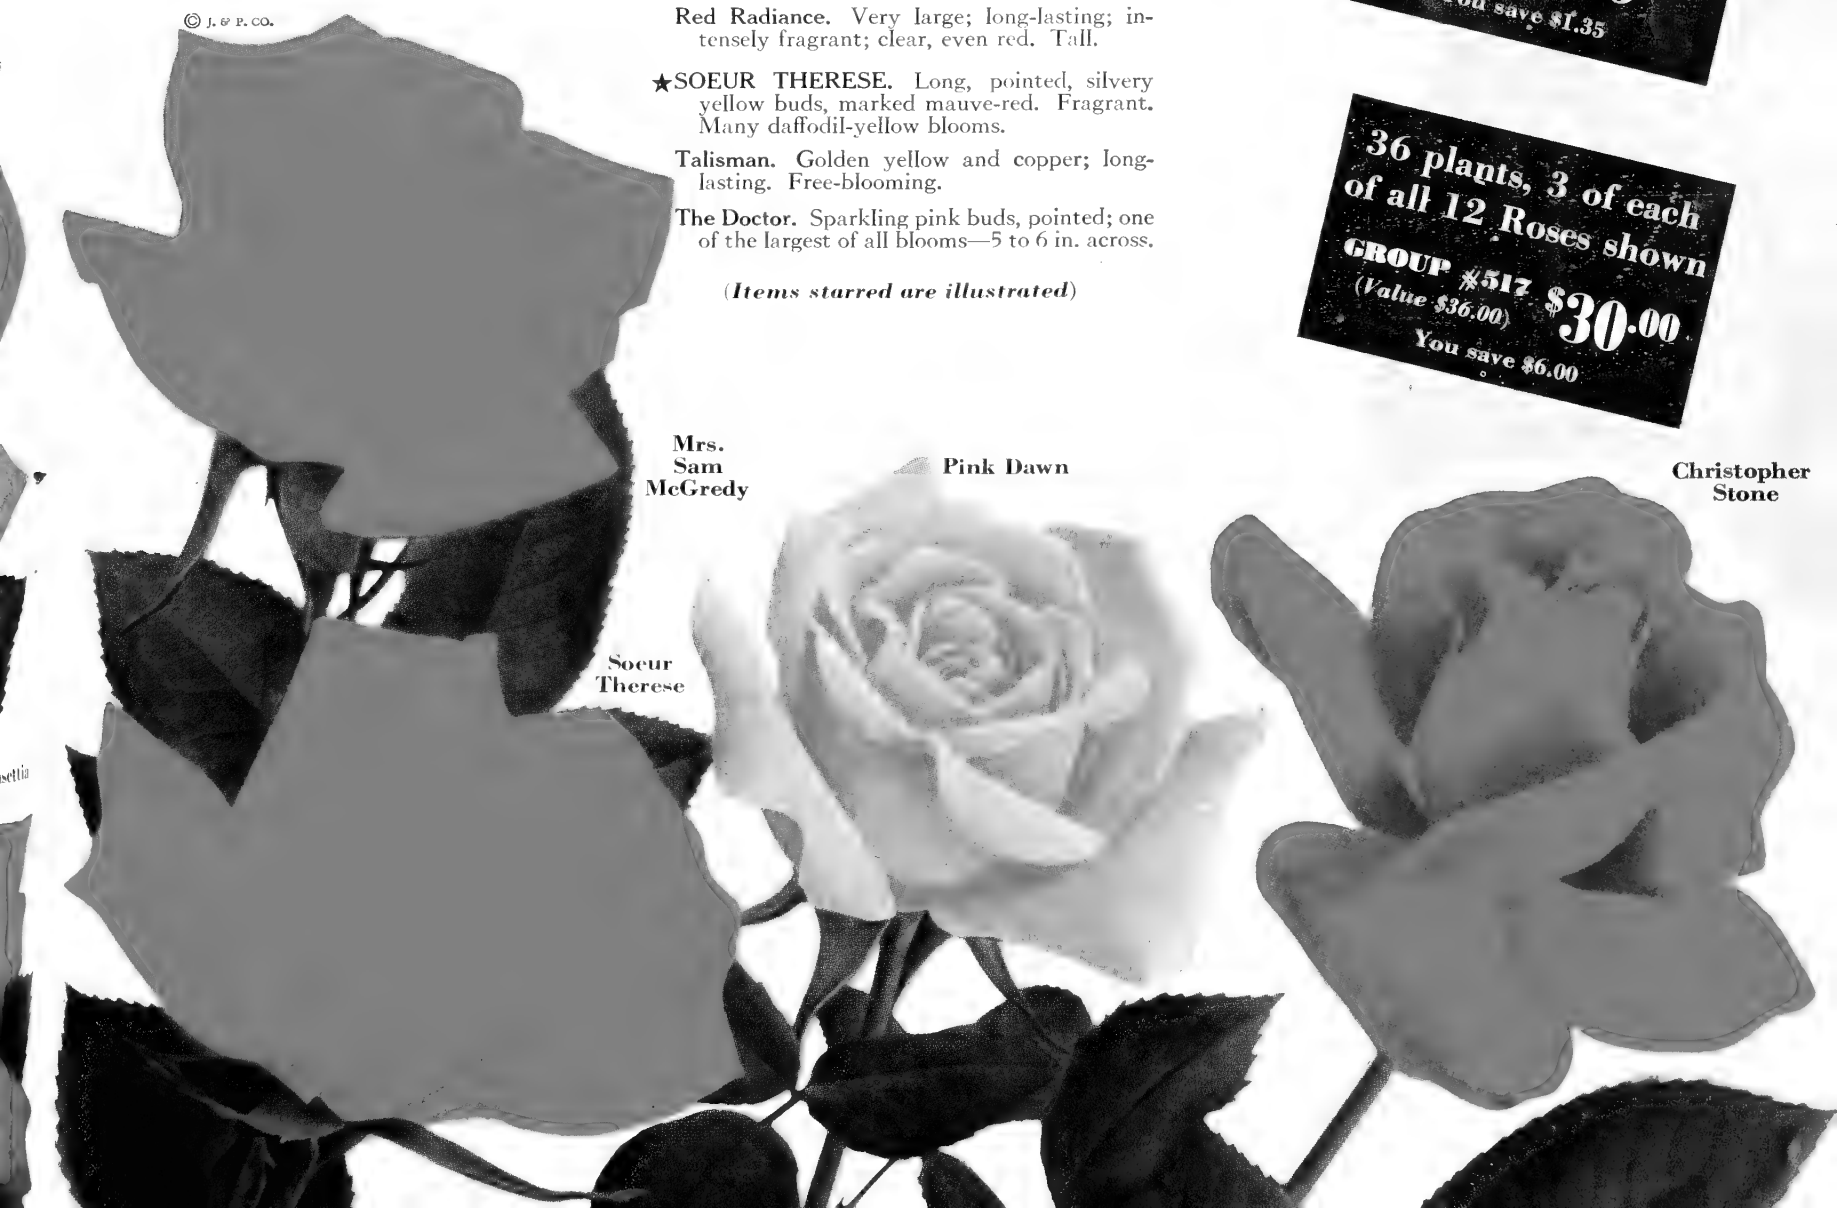 © J. & P. CO.
Red Radiance. Very large; long-lasting; in-
tensely fragrant; clear, even red. Tall.
★SOEUR THERESE. Long, pointed, silvery
yellow buds, marked mauve-red. Fragrant.
Many daffodil-yellow blooms.
Talisman. Golden yellow and copper; long-
lasting. Free-blooming.
The Doctor. Sparkling pink buds, pointed; one
of the largest of all blooms—5 to 6 in. across.
(Items starred are illustrated)
You save $1.35
36 plants, 3 of each
of all 12 Roses shown
GROUP #517
(Value $36.00)
$30.00
You save $6.00
Mrs.
Sam
McGredy
Pink Dawn
Christopher
Stone
Soeur
Therese